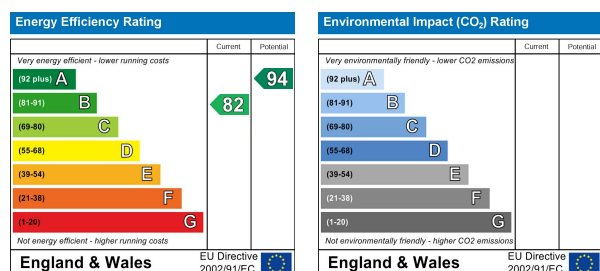 Energy Efficiency Rating
Current Potential
Very energy efficient - lower running costs
(92 plus) A 94
(81-91) B 82
(69-80) C
(55-68) D
(39-54) E
(21-38) F
(1-20) G
Not energy efficient - higher running costs
England & Wales
EU Directive
2002/91/EC
Environmental Impact (CO₂) Rating
Current Potential
Very environmentally friendly - lower CO2 emissions
(92 plus) A
(81-91) B
(69-80) C
(55-68) D
(39-54) E
(21-38) F
(1-20) G
Not environmentally friendly - higher CO2 emissions
England & Wales
EU Directive
2002/91/EC